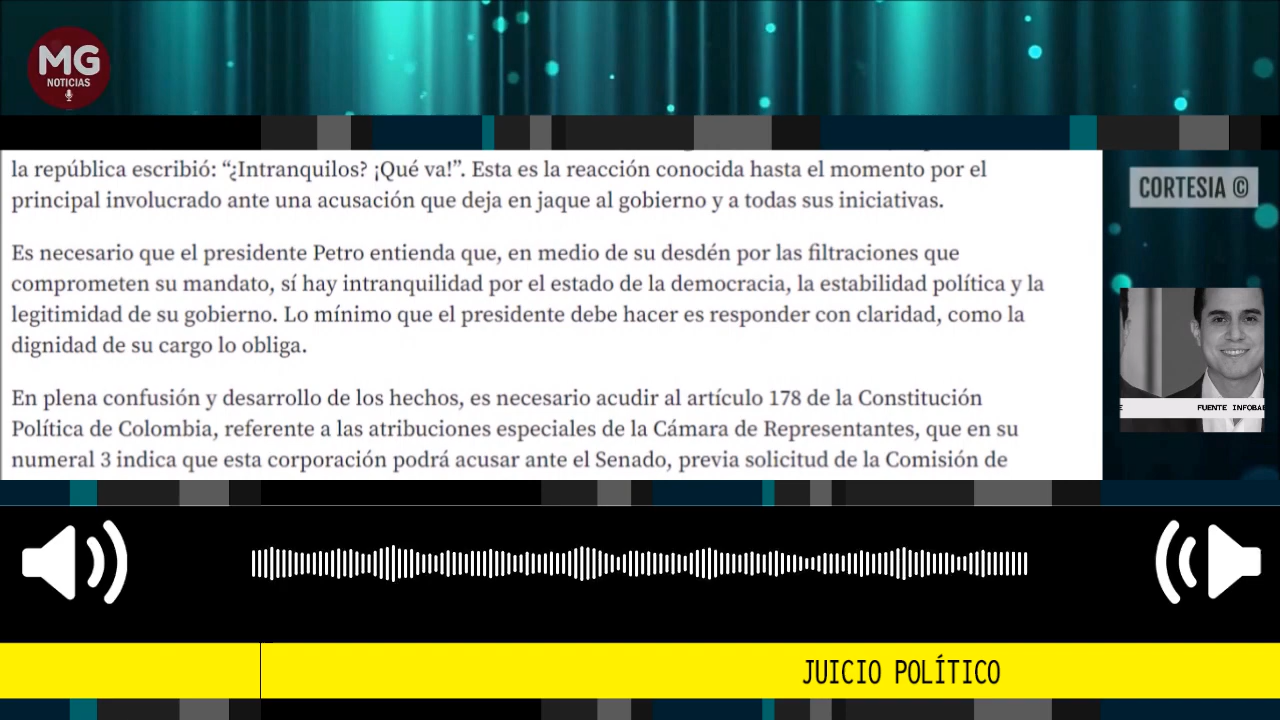 MG
NOTICIAS
la república escribió: “¿Intranquilos? ¡Qué va!”. Esta es la reacción conocida hasta el momento por el
principal involucrado ante una acusación que deja en jaque al gobierno y a todas sus iniciativas.
CORTESIA ©
Es necesario que el presidente Petro entienda que, en medio de su desdén por las filtraciones que
comprometen su mandato, sí hay intranquilidad por el estado de la democracia, la estabilidad política y la
legitimidad de su gobierno. Lo mínimo que el presidente debe hacer es responder con claridad, como la
dignidad de su cargo lo obliga.
En plena confusión y desarrollo de los hechos, es necesario acudir al artículo 178 de la Constitución
Política de Colombia, referente a las atribuciones especiales de la Cámara de Representantes, que en su
numeral 3 indica que esta corporación podrá acusar ante el Senado, previa solicitud de la Comisión de
E FUENTE INFOBAE
JUICIO POLÍTICO